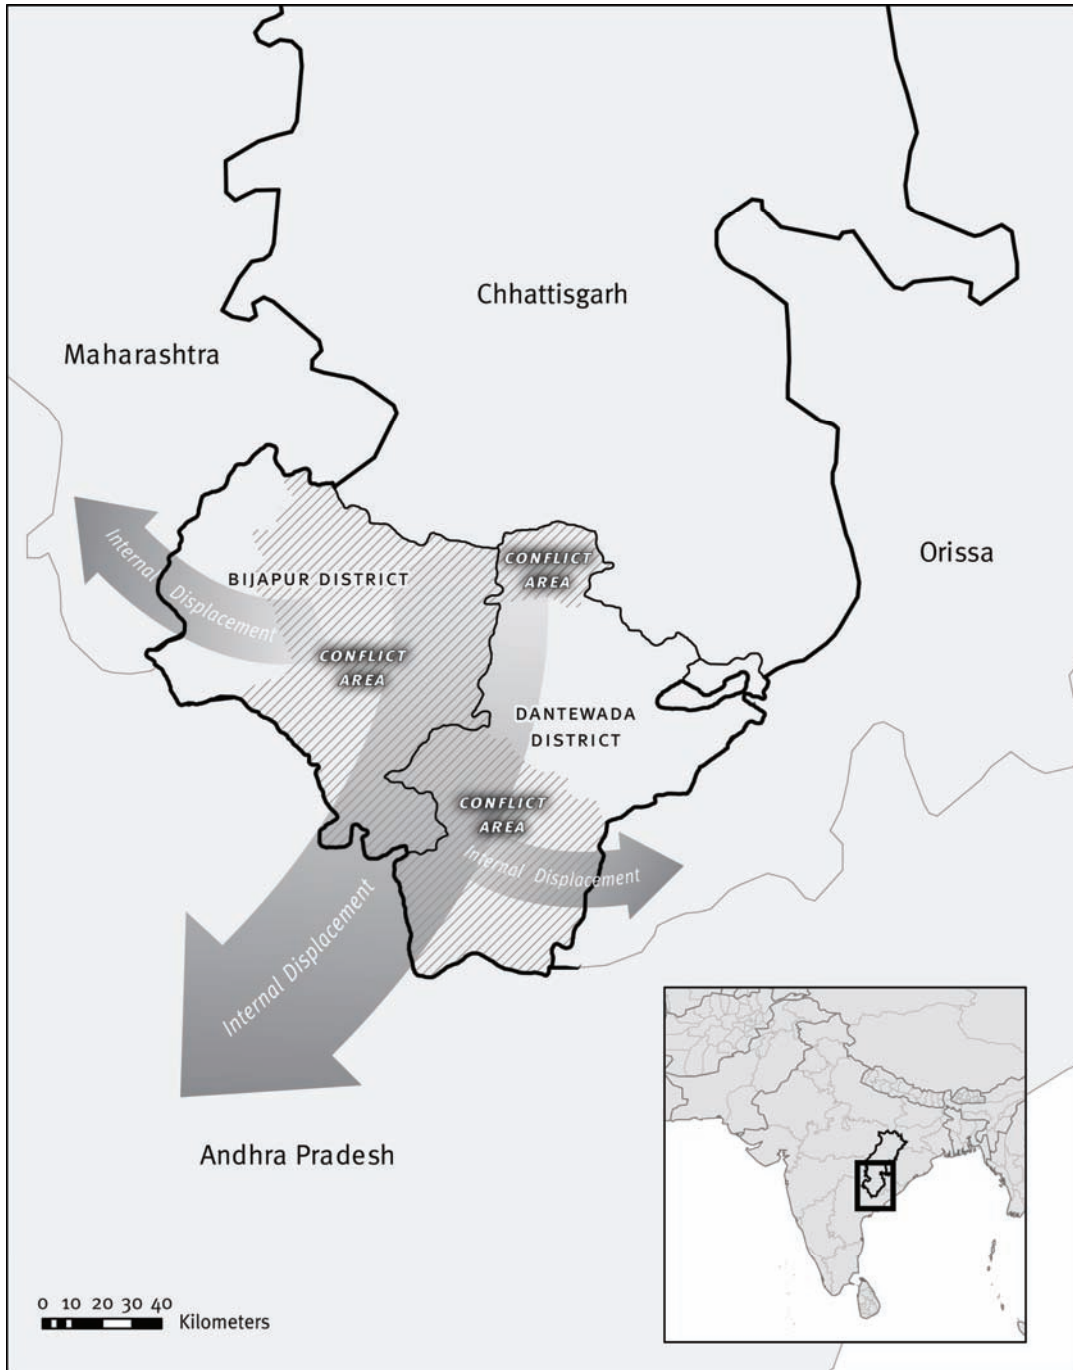 Chhattisgarh
Maharashtra
Orissa
CONFLICT
AREA
Internal Displacement
BIJAPUR DISTRICT
CONFLICT
AREA
DANTEWADA
DISTRICT
CONFLICT
AREA
Internal Displacement
Internal Displacement
Andhra Pradesh
0 10 20 30 40
Kilometers